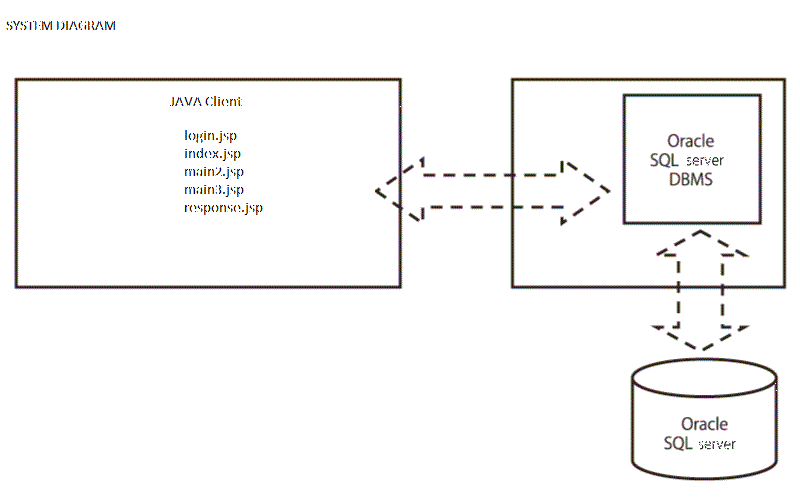 SYSTEM DIAGRAM
JAVA Client
login.jsp
index.jsp
main2.jsp
main3.jsp
response.jsp
Oracle
SQL server
DBMS
Oracle
SQL server